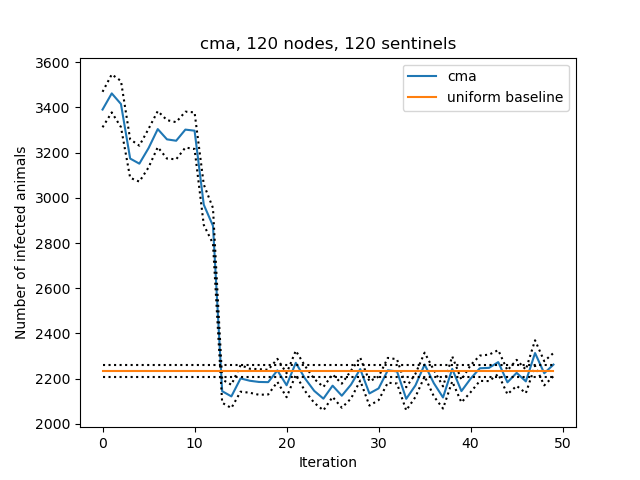 cma, 120 nodes, 120 sentinels
cma
uniform baseline
Number of infected animals
3600
3400
3200
3000
2800
2600
2400
2200
2000
0 10 20 30 40 50
Iteration